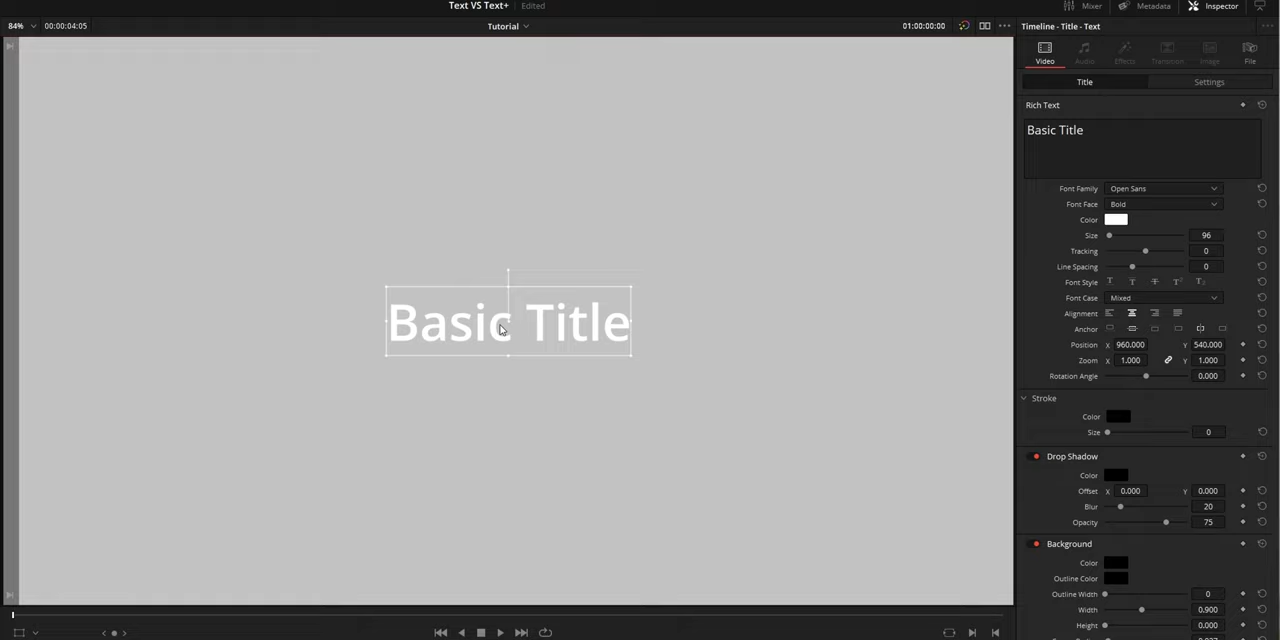 Text VS Text+ Edited Mixer Metadata Inspector
84% 00:00:04:05 Tutorial 01:00:00:00 Timeline - Title - Text
Video Audio Effects Transition Image File
Title Settings
Rich Text
Basic Title
Font Family Open Sans
Font Face Bold
Color
Size 96
Tracking 0
Line Spacing 0
Font Style T T T T T
Font Case Mixed
Alignment
Anchor
Position X 960.000 Y 540.000
Zoom X 1.000 Y 1.000
Rotation Angle 0.000
Stroke
Color
Size 0
Drop Shadow
Color
Offset X 0.000 Y 0.000
Blur 20
Opacity 75
Background
Color
Outline Color
Outline Width 0
Width 0.900
Height 0.000
Basic Title